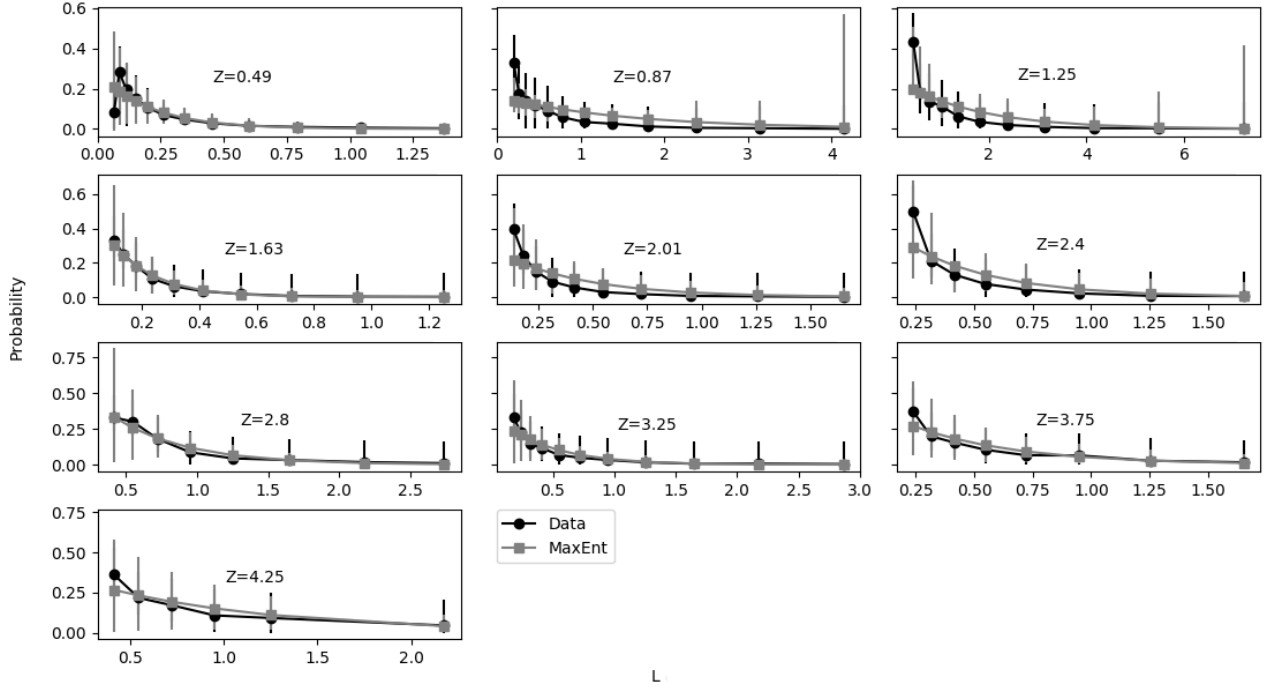 0.6
0.4
0.2
0.0
Z=0.49
0.00 0.25 0.50 0.75 1.00 1.25
Z=0.87
0 1 2 3 4
Z=1.25
2 4 6
0.6
0.4
0.2
0.0
Z=1.63
0.2 0.4 0.6 0.8 1.0 1.2
Z=2.01
0.25 0.50 0.75 1.00 1.25 1.50
Z=2.4
0.25 0.50 0.75 1.00 1.25 1.50
Probability
0.75
0.50
0.25
0.00
Z=2.8
0.5 1.0 1.5 2.0 2.5
Z=3.25
0.5 1.0 1.5 2.0 2.5 3.0
Z=3.75
0.25 0.50 0.75 1.00 1.25 1.50
0.75
0.50
0.25
0.00
Z=4.25
0.5 1.0 1.5 2.0
Data
MaxEnt
L